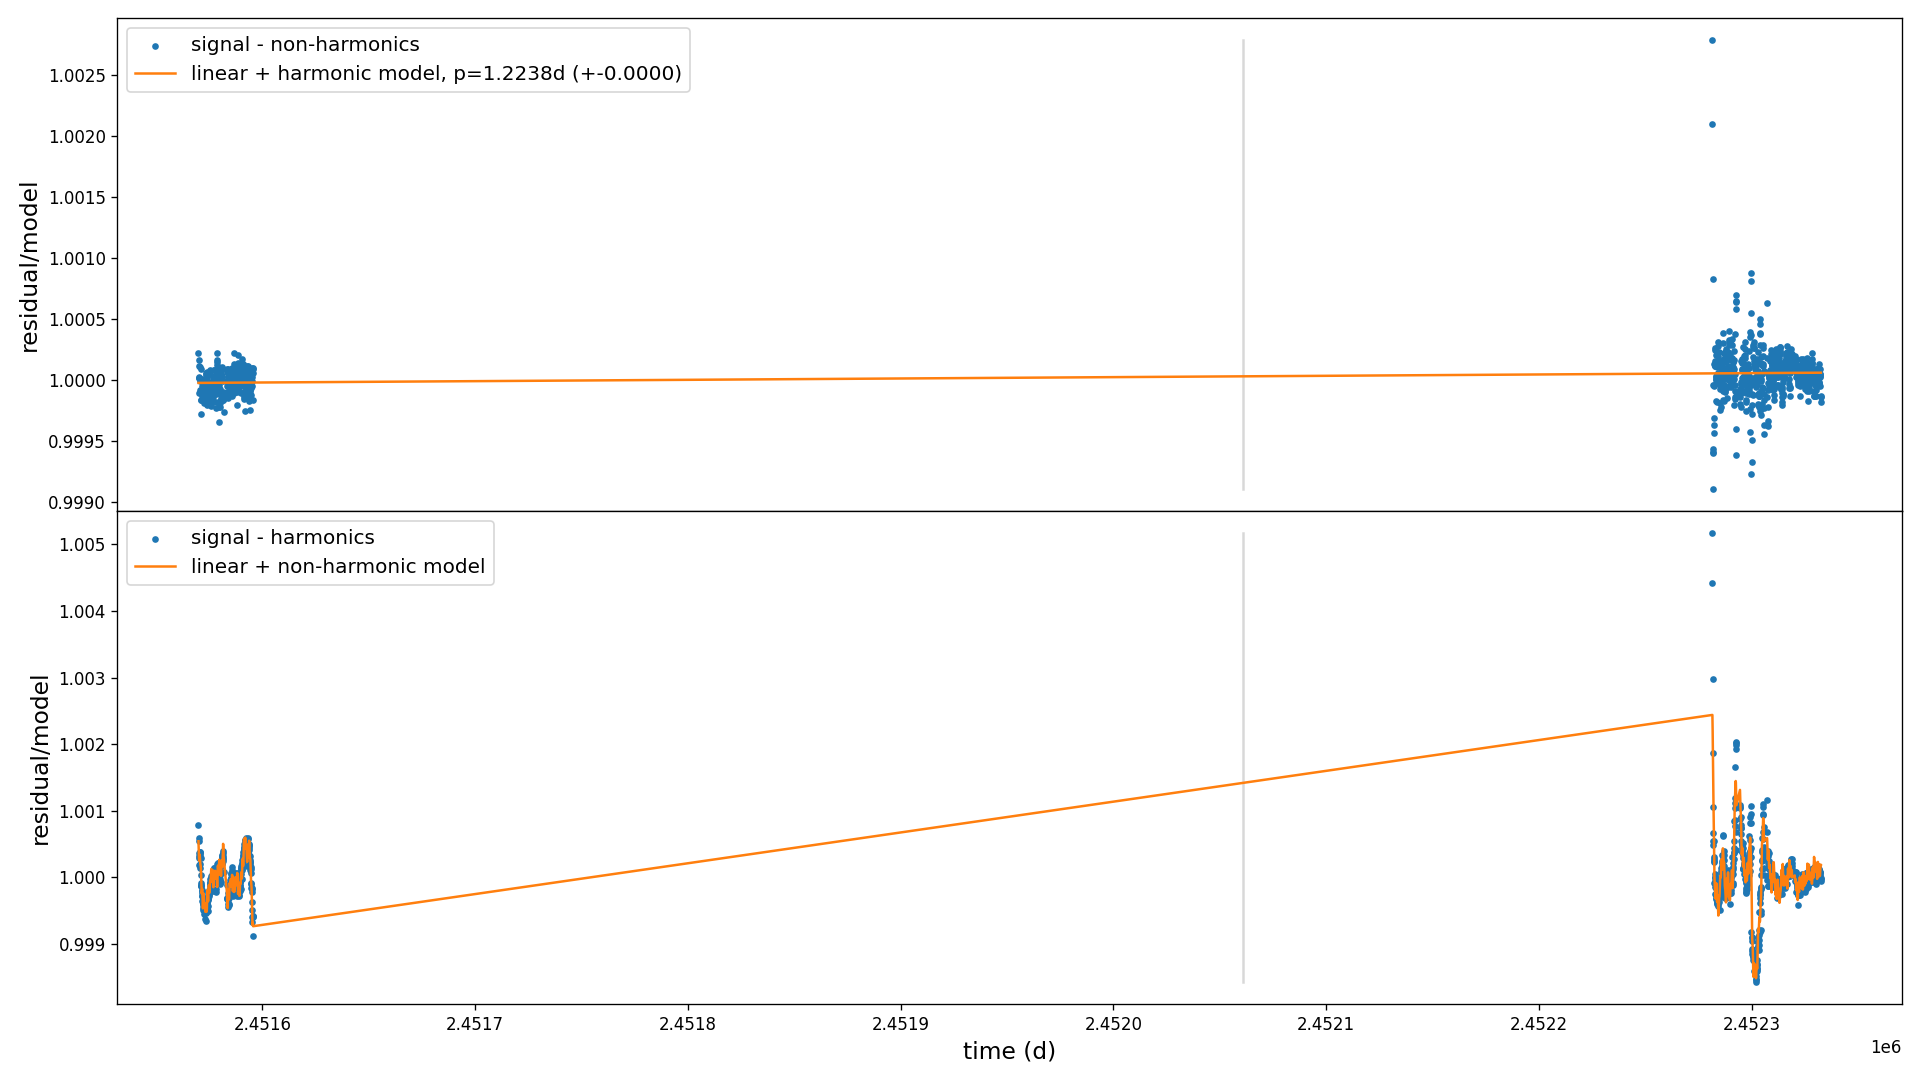 signal - non-harmonics
linear + harmonic model, p=1.2238d (+-0.0000)
residual/model
1.0025
1.0020
1.0015
1.0010
1.0005
1.0000
0.9995
0.9990
signal - harmonics
linear + non-harmonic model
residual/model
1.005
1.004
1.003
1.002
1.001
1.000
0.999
2.4516
2.4517
2.4518
2.4519
2.4520
2.4521
2.4522
2.4523
1e6
time (d)